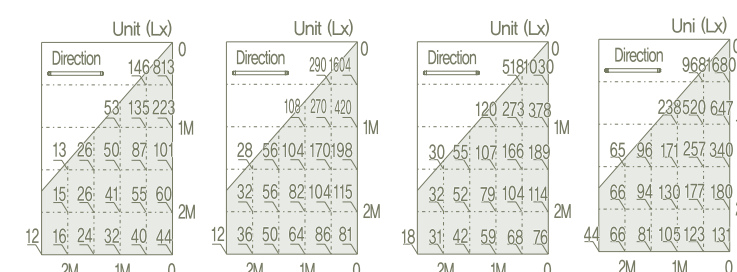 Unit (Lx) Unit (Lx) Unit (Lx) Uni (Lx)
0 0 0 0
Direction Direction Direction Direction
146 813 290 1604 518 1030 968 1680
53 135 223 108 270 420 120 273 378 238 520 647
1M 1M 1M
13 26 50 87 101 28 56 104 170 198 30 55 107 166 189 65 96 171 257 340
15 26 41 55 60 32 56 82 104 115 32 52 79 104 114 66 94 130 177 180
2M 2M 2M
12 16 24 32 40 44 12 36 50 64 86 81 18 31 42 59 68 76 44 66 81 105 123 131
2M 1M 0 2M 1M 0 2M 1M 0 2M 1M 0